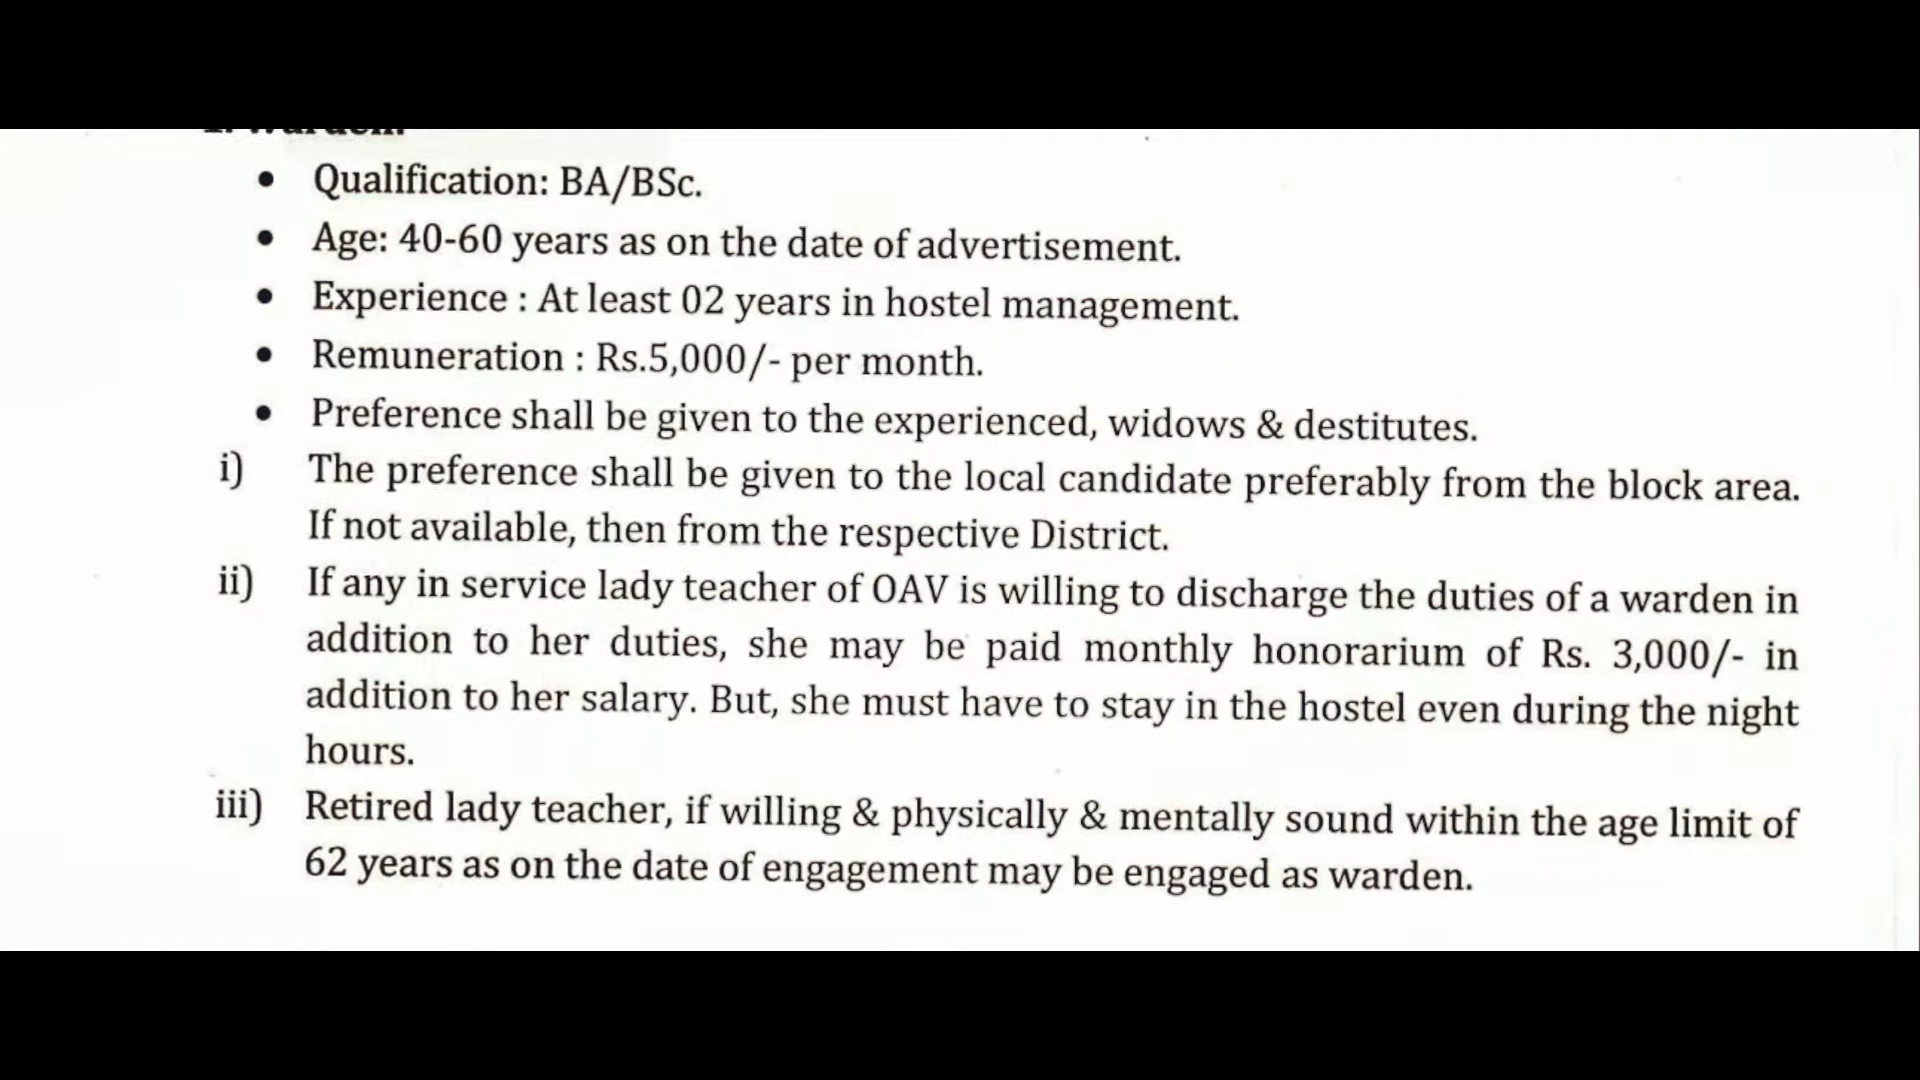 1. Warden:
• Qualification: BA/BSc.
• Age: 40-60 years as on the date of advertisement.
• Experience : At least 02 years in hostel management.
• Remuneration : Rs.5,000/- per month.
• Preference shall be given to the experienced, widows & destitutes.
i) The preference shall be given to the local candidate preferably from the block area.
If not available, then from the respective District.
ii) If any in service lady teacher of OAV is willing to discharge the duties of a warden in
addition to her duties, she may be paid monthly honorarium of Rs. 3,000/- in
addition to her salary. But, she must have to stay in the hostel even during the night
hours.
iii) Retired lady teacher, if willing & physically & mentally sound within the age limit of
62 years as on the date of engagement may be engaged as warden.